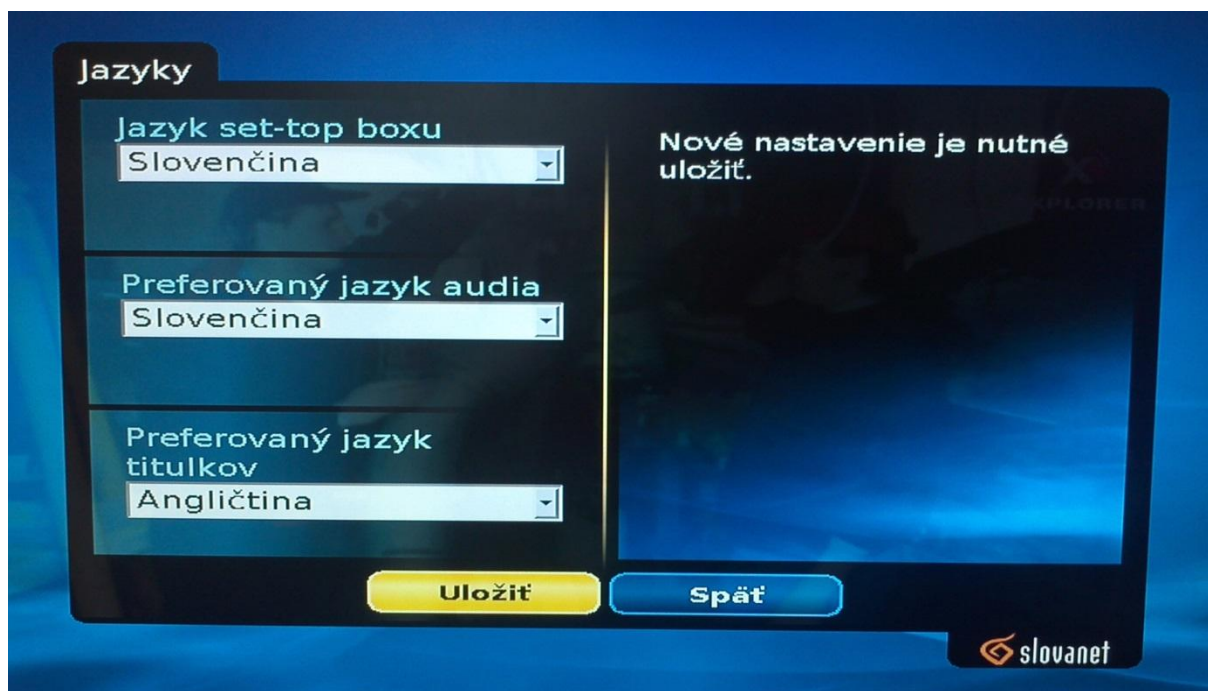 Jazyky
Jazyk set-top boxu
Slovenčina
Preferovaný jazyk audia
Slovenčina
Preferovaný jazyk
titulkov
Angličtina
Nové nastavenie je nutné
uložiť.
XPLORER
Uložiť
Späť
slovanet